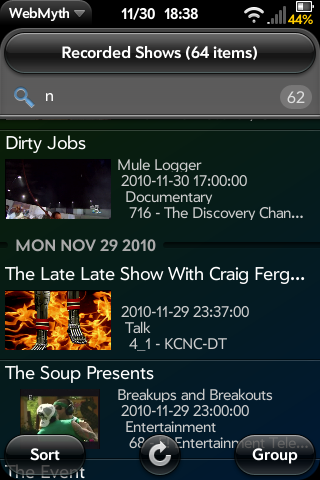 WebMyth 11/30 18:38 44%
Recorded Shows (64 items)
n 62
Dirty Jobs
Mule Logger
2010-11-30 17:00:00
Documentary
716 - The Discovery Chan...
MON NOV 29 2010
The Late Late Show With Craig Ferg...
2010-11-29 23:37:00
Talk
4_1 - KCNC-DT
The Soup Presents
Breakups and Breakouts
2010-11-29 23:00:00
Entertainment
Entertainment Tele...
Sort Group
The Event